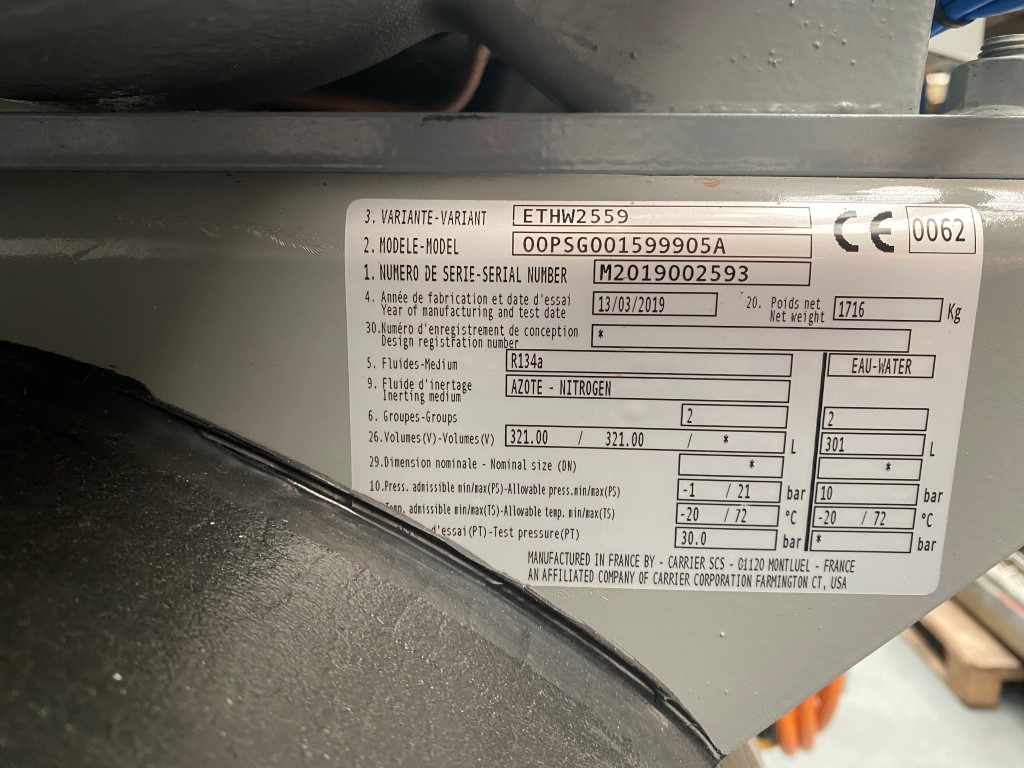 3. VARIANTE-VARIANT ETHW2559
2. MODELE-MODEL 00PSG001599905A
CE 0062
1. NUMERO DE SERIE-SERIAL NUMBER M2019002593
4. Année de fabrication et date d'essai
Year of manufacturing and test date 13/03/2019
20. Poids net
Net weight 1716 Kg
30.Numéro d'enregistrement de conception
Design registration number *
5. Fluides-Medium R134a EAU-WATER
9. Fluide d'inertage
Inerting medium AZOTE - NITROGEN
6. Groupes-Groups 2 2
26.Volumes(V)-Volumes(V) 321.00 / 321.00 / * L 301 L
29.Dimension nominale - Nominal size (DN) * *
10.Press. admissible min/max(PS)-Allowable press.min/max(PS) -1 / 21 bar 10 bar
admissible min/max(TS)-Allowable temp. min/max(TS) -20 / 72 °C -20 / 72 °C
d'essai(PT)-Test pressure(PT) 30.0 bar * bar
MANUFACTURED IN FRANCE BY - CARRIER SCS - 01120 MONTLUEL - FRANCE
AN AFFILIATED COMPANY OF CARRIER CORPORATION FARMINGTON CT, USA